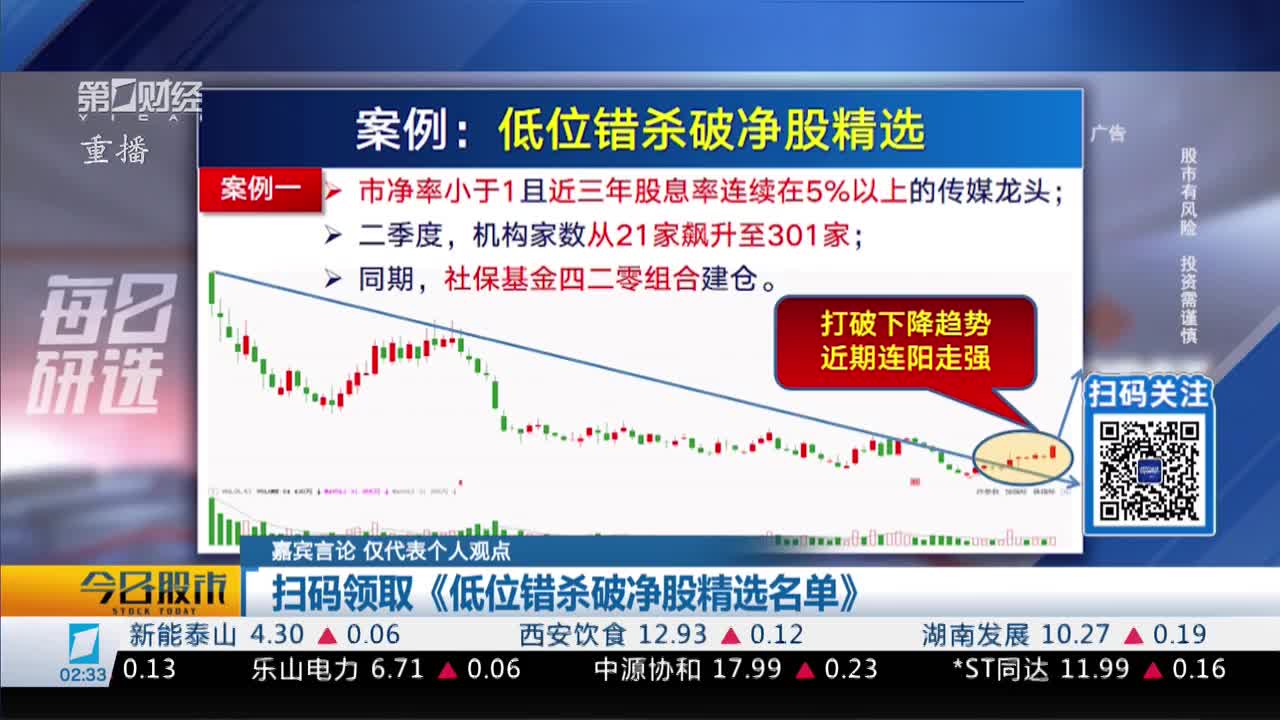 第一财经
YICAI
重播
案例：低位错杀破净股精选
广告
股市有风险 投资需谨慎
案例一
➢ 市净率小于1且近三年股息率连续在5%以上的传媒龙头；
➢ 二季度，机构家数从21家飙升至301家；
➢ 同期，社保基金四二零组合建仓。
每日
研选
打破下降趋势
近期连阳走强
扫码关注
嘉宾言论 仅代表个人观点
今日股市
STOCK TODAY
扫码领取《低位错杀破净股精选名单》
新能泰山 4.30 ▲ 0.06 西安饮食 12.93 ▲ 0.12 湖南发展 10.27 ▲ 0.19
02:33
0.13 乐山电力 6.71 ▲ 0.06 中源协和 17.99 ▲ 0.23 *ST同达 11.99 ▲ 0.16